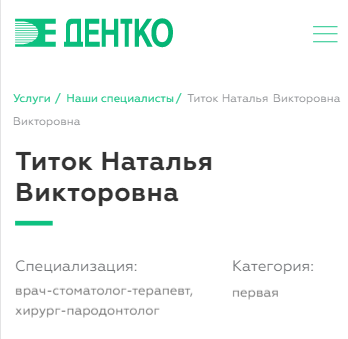 ДЕНТКО
Услуги / Наши специалисты / Титок Наталья Викторовна
Викторовна
Титок Наталья
Викторовна
Специализация:
врач-стоматолог-терапевт,
хирург-пародонтолог
Категория:
первая